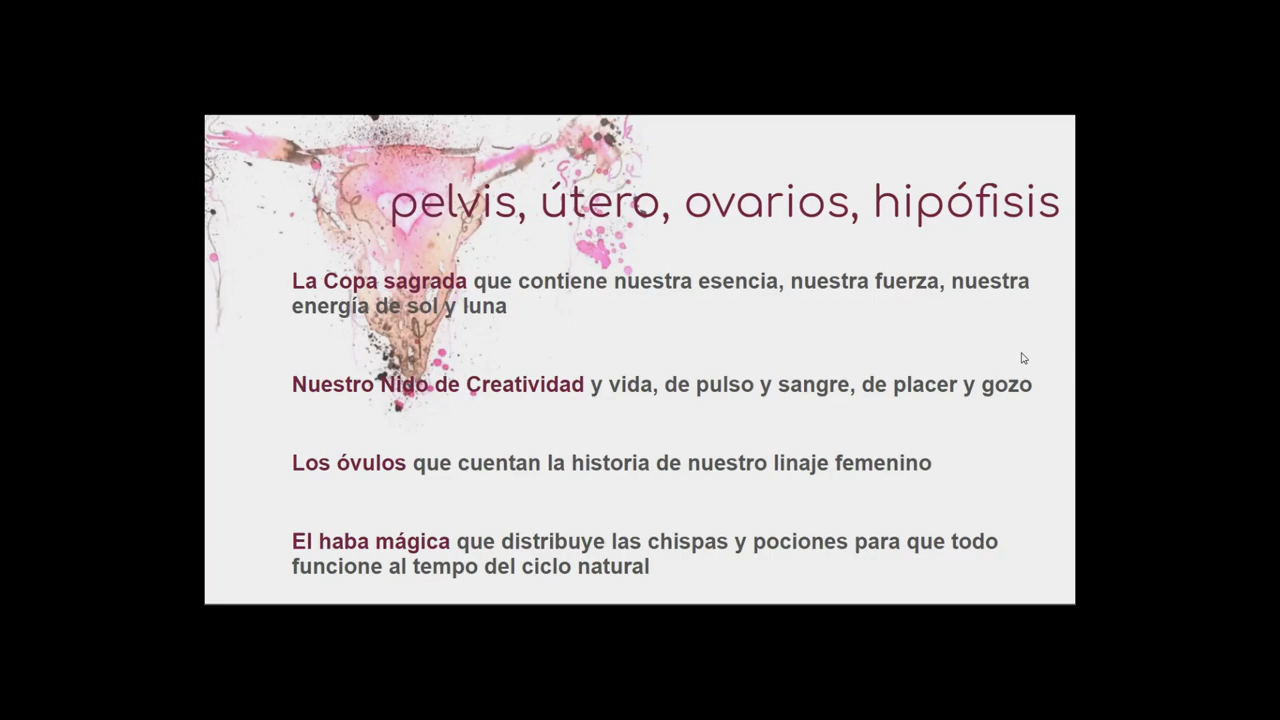 pelvis, útero, ovarios, hipófisis
La Copa sagrada que contiene nuestra esencia, nuestra fuerza, nuestra
energía de sol y luna
Nuestro Nido de Creatividad y vida, de pulso y sangre, de placer y gozo
Los óvulos que cuentan la historia de nuestro linaje femenino
El haba mágica que distribuye las chispas y pociones para que todo
funcione al tempo del ciclo natural